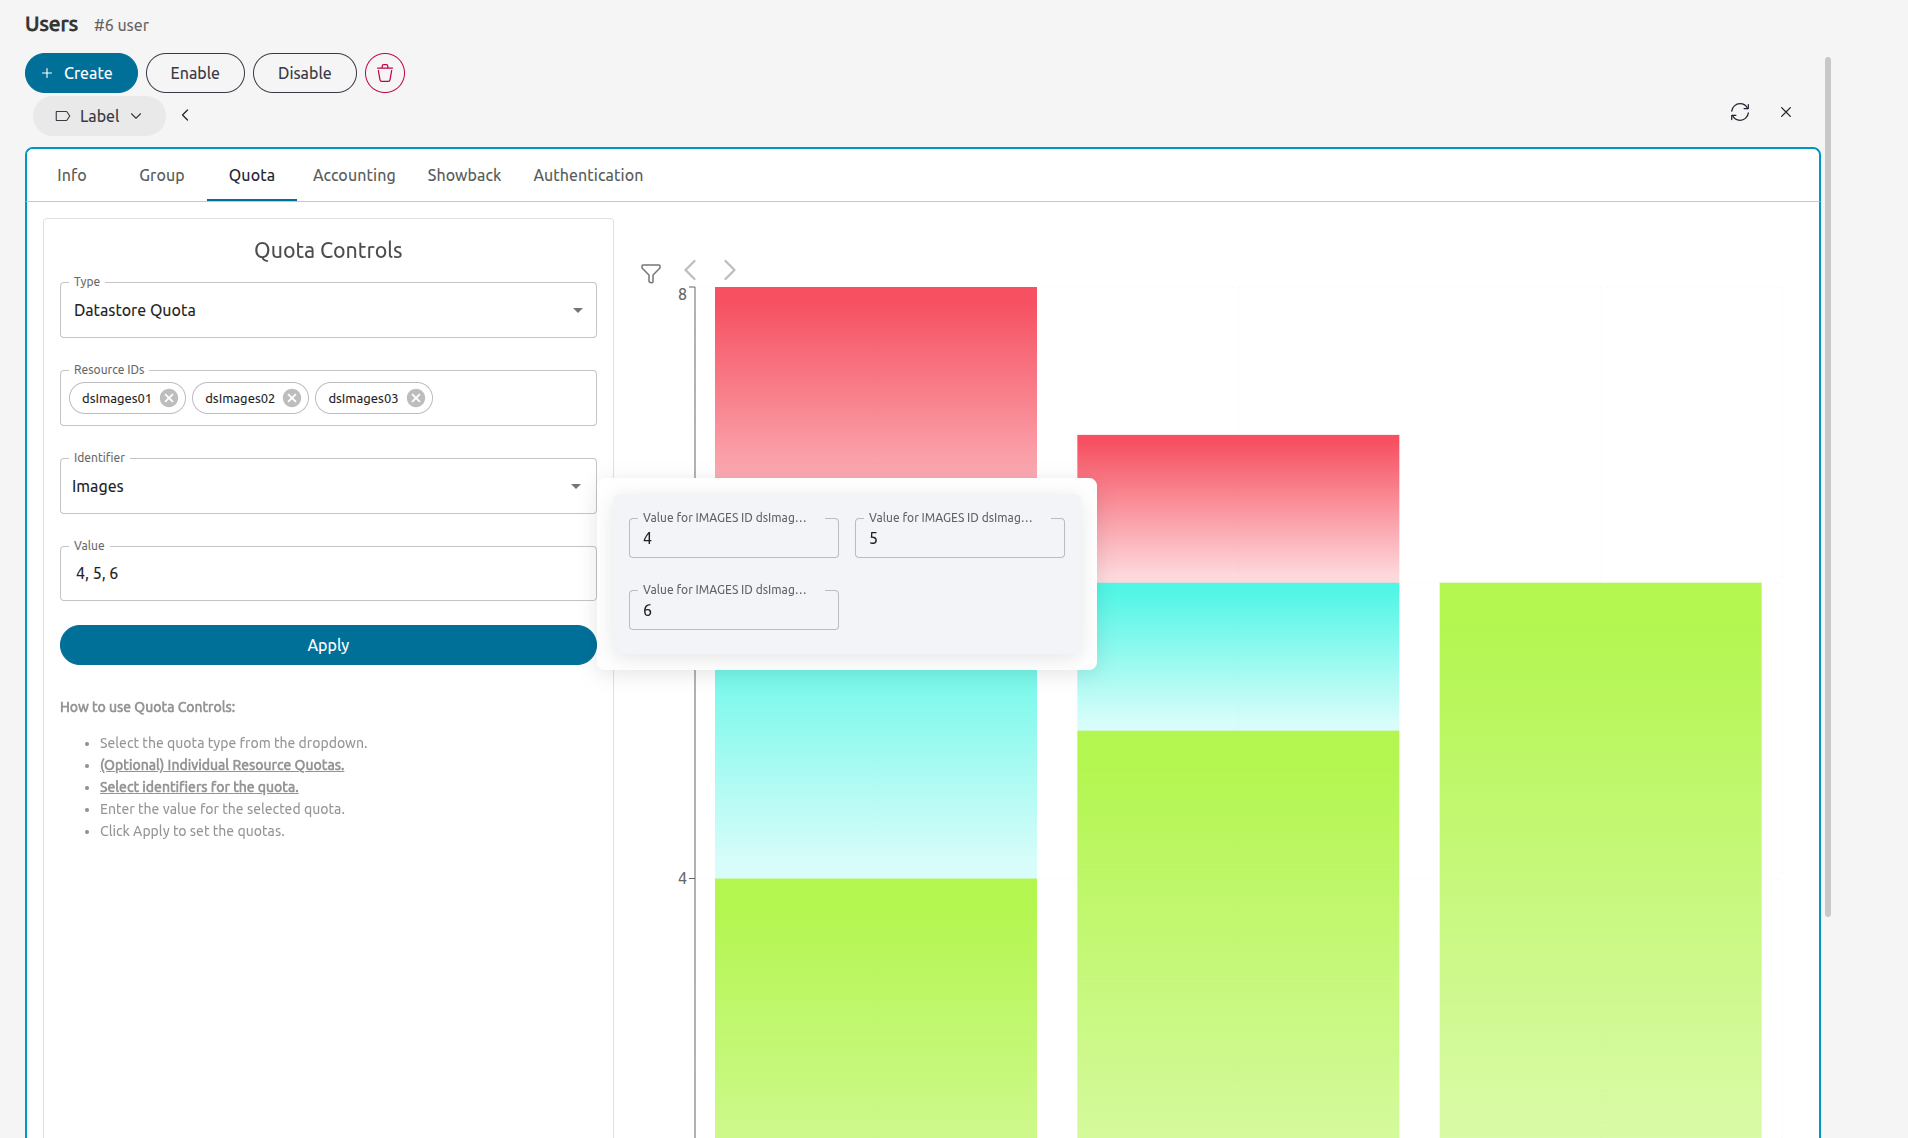 Users #6 user
Create Enable Disable
Label
Info Group Quota Accounting Showback Authentication
Quota Controls
Type
Datastore Quota
Resource IDs
dsImages01 dsImages02 dsImages03
Identifier
Images
Value
4, 5, 6
Apply
How to use Quota Controls:
Select the quota type from the dropdown.
(Optional) Individual Resource Quotas.
Select identifiers for the quota.
Enter the value for the selected quota.
Click Apply to set the quotas.
8
Value for IMAGES ID dsImag... Value for IMAGES ID dsImag...
4 5
Value for IMAGES ID dsImag...
6
4